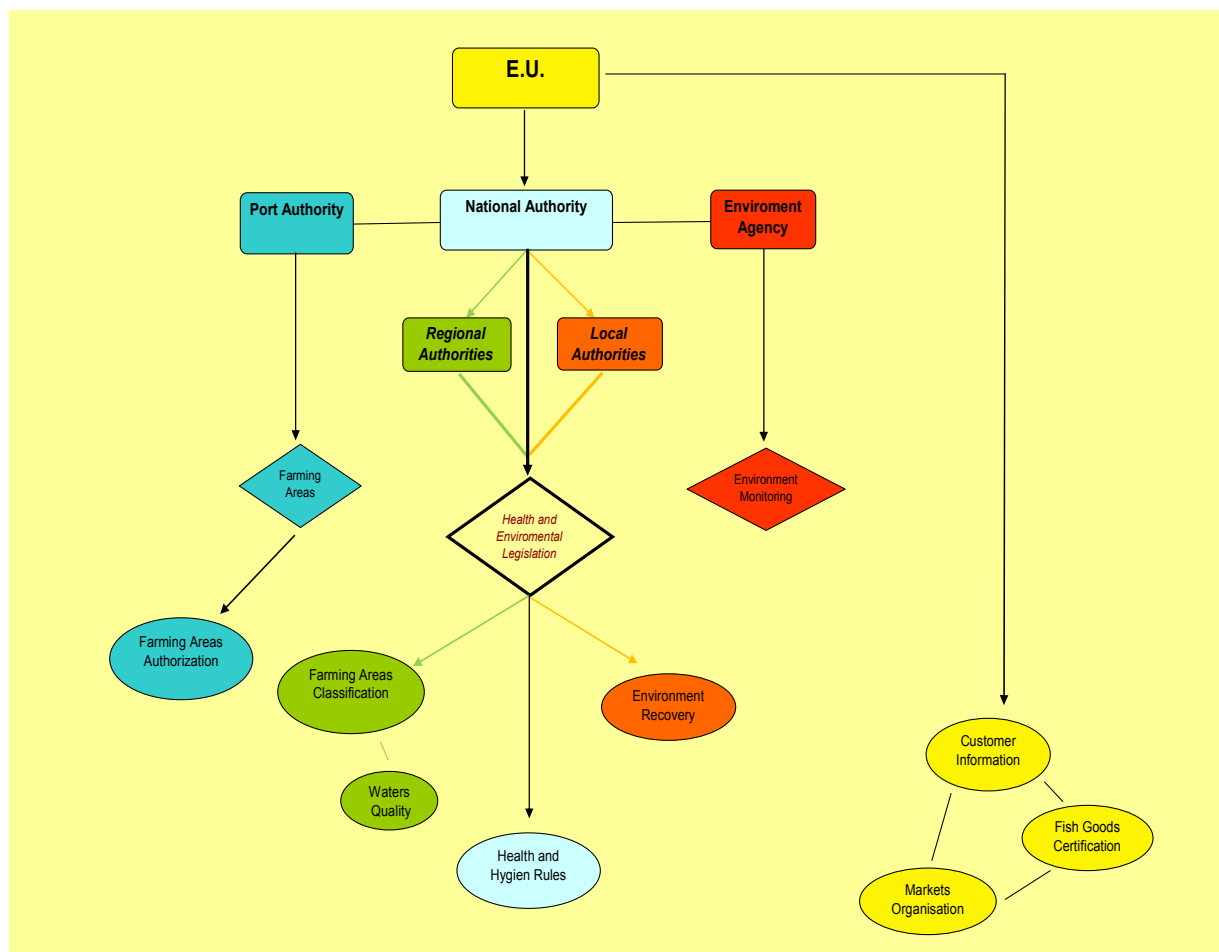 E.U.
Port Authority
National Authority
Enviroment
Agency
Regional
Authorities
Local
Authorities
Farming
Areas
Environment
Monitoring
Health and
Enviromental
Legislation
Farming Areas
Authorization
Farming Areas
Classification
Environment
Recovery
Customer
Information
Waters
Quality
Fish Goods
Certification
Health and
Hygien Rules
Markets
Organisation